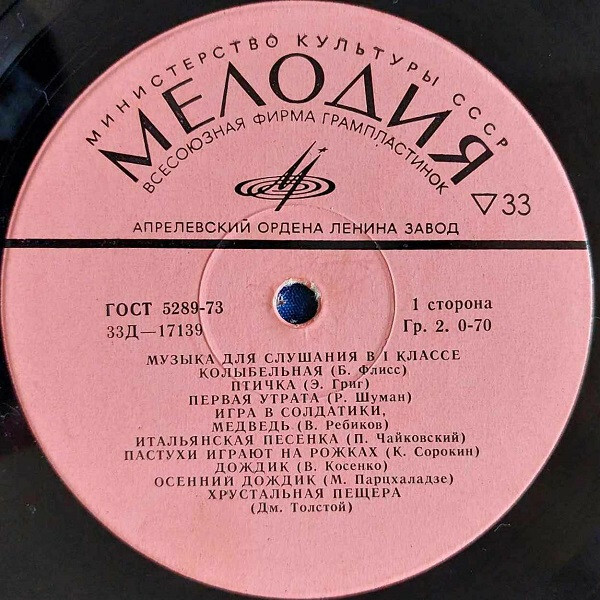 МИНИСТЕРСТВО КУЛЬТУРЫ СССР
МЕЛОДИЯ
ВСЕСОЮЗНАЯ ФИРМА ГРАМПЛАСТИНОК
33
АПРЕЛЕВСКИЙ ОРДЕНА ЛЕНИНА ЗАВОД
ГОСТ 5289-73
1 сторона
33Д—17139
Гр. 2. 0-70
МУЗЫКА ДЛЯ СЛУШАНИЯ В I КЛАССЕ
КОЛЫБЕЛЬНАЯ (Б. Флисс)
ПТИЧКА (Э. Григ)
ПЕРВАЯ УТРАТА (Р. Шуман)
ИГРА В СОЛДАТИКИ,
МЕДВЕДЬ (В. Ребиков)
ИТАЛЬЯНСКАЯ ПЕСЕНКА (П. Чайковский)
ПАСТУХИ ИГРАЮТ НА РОЖКАХ (К. Сорокин)
ДОЖДИК (В. Косенко)
ОСЕННИЙ ДОЖДИК (М. Парцхаладзе)
ХРУСТАЛЬНАЯ ПЕЩЕРА
(Дм. Толстой)